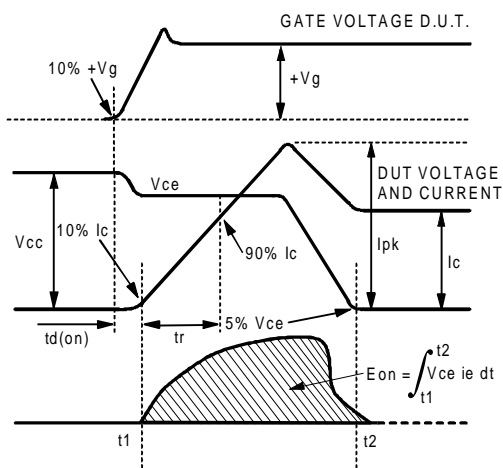 GATE VOLTAGE D.U.T.
10% +Vg
+Vg
DUT VOLTAGE
AND CURRENT
Vce
Vcc
10% Ic
90% Ic
Ipk
Ic
td(on)
tr
5% Vce
Eon = ∫ Vce ie dt
t2
t1
t1
t2